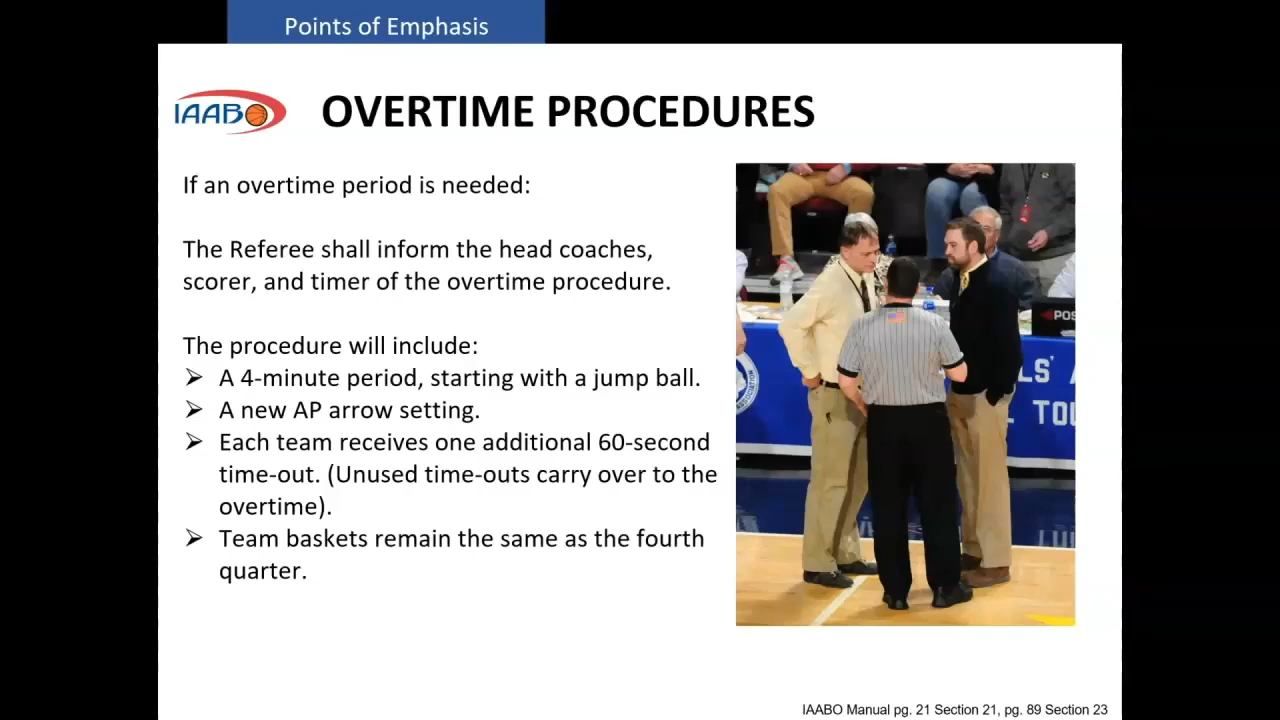 Points of Emphasis
IAABO
OVERTIME PROCEDURES
If an overtime period is needed:
The Referee shall inform the head coaches,
scorer, and timer of the overtime procedure.
The procedure will include:
➢ A 4-minute period, starting with a jump ball.
➢ A new AP arrow setting.
➢ Each team receives one additional 60-second
time-out. (Unused time-outs carry over to the
overtime).
➢ Team baskets remain the same as the fourth
quarter.
POS
LS' A
TOU
IAABO Manual pg. 21 Section 21, pg. 89 Section 23